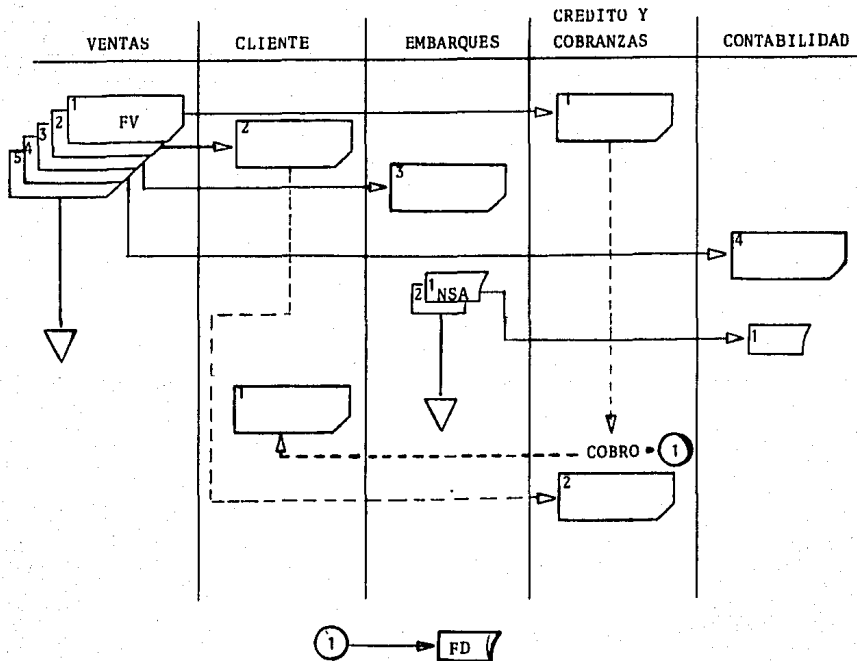 VENTAS
CLIENTE
EMBARQUES
CREDITO Y
COBRANZAS
CONTABILIDAD
1
FV
2
3
4
5
2
1
3
4
1
NSA
2
1
1
COBRO
1
2
1
FD